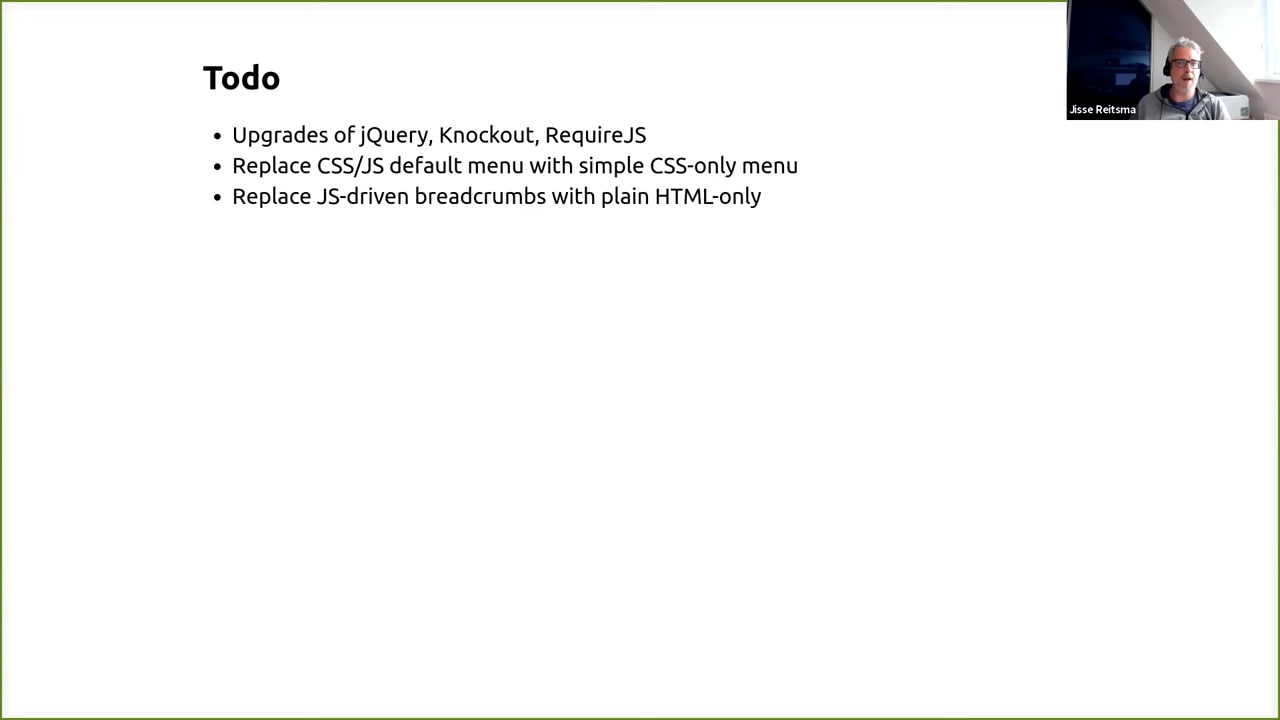 Todo
• Upgrades of jQuery, Knockout, RequireJS
• Replace CSS/JS default menu with simple CSS-only menu
• Replace JS-driven breadcrumbs with plain HTML-only
Jisse Reitsma